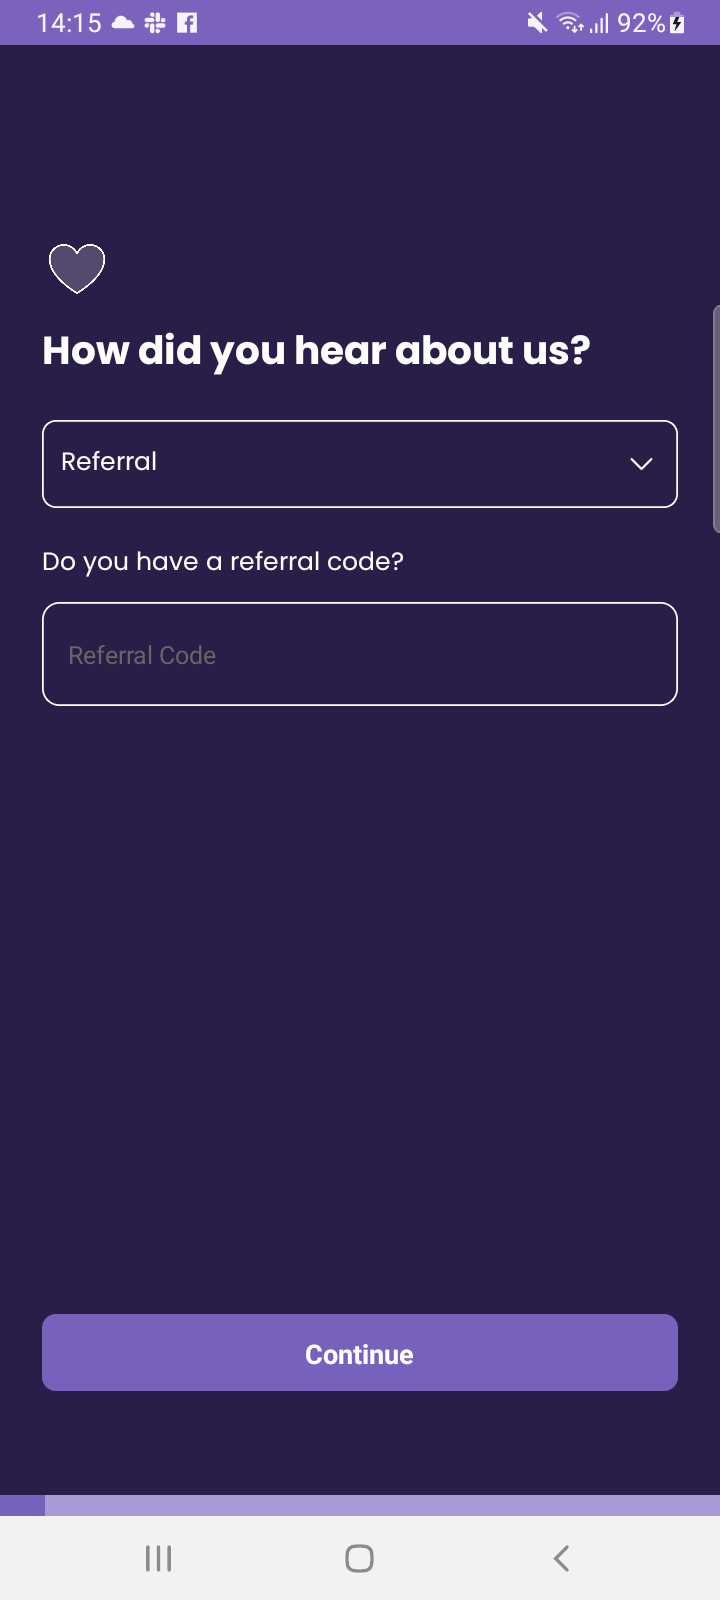 14:15 92%
How did you hear about us?
Referral
Do you have a referral code?
Referral Code
Continue